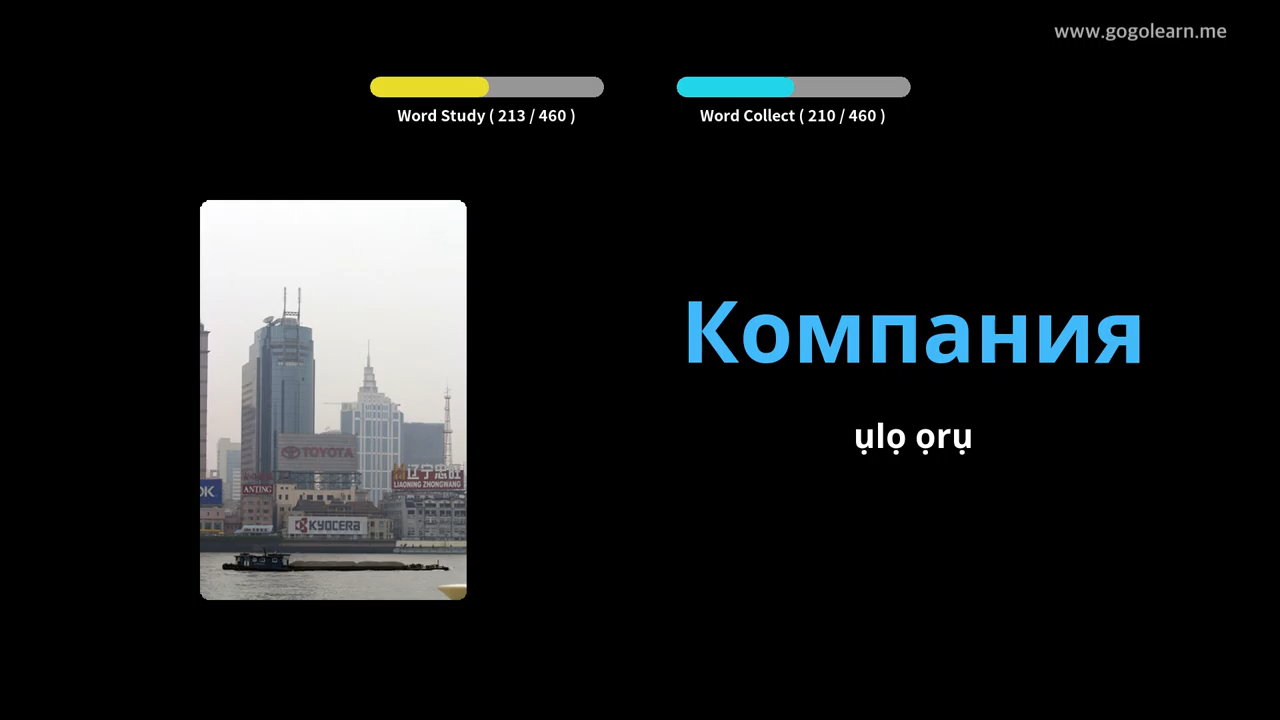 www.gogolearn.me
Word Study ( 213 / 460 )
Word Collect ( 210 / 460 )
Компания
ụlọ ọrụ
TOYOTA
辽宁忠旺
LIAONING ZHONGWANG
OK
ANTING
KYOCERA